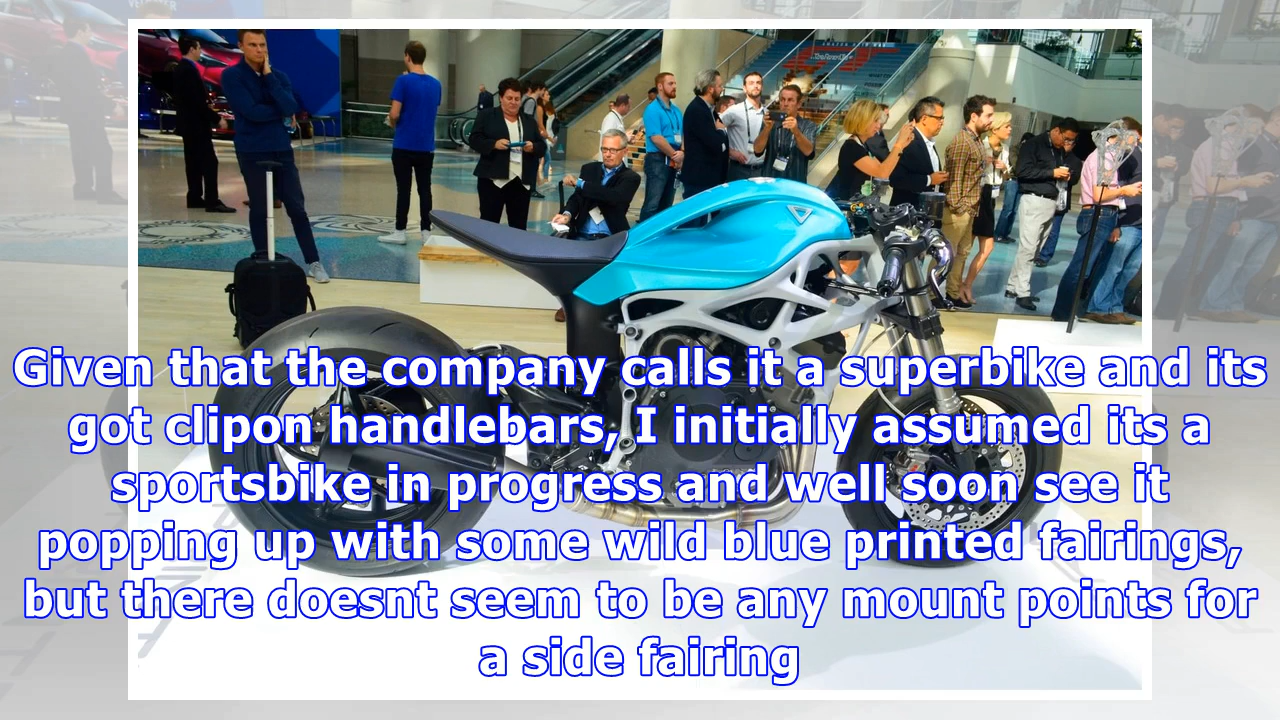 Given that the company calls it a superbike and its
got clipon handlebars, I initially assumed its a
sportsbike in progress and well soon see it
popping up with some wild blue printed fairings,
but there doesnt seem to be any mount points for
a side fairing